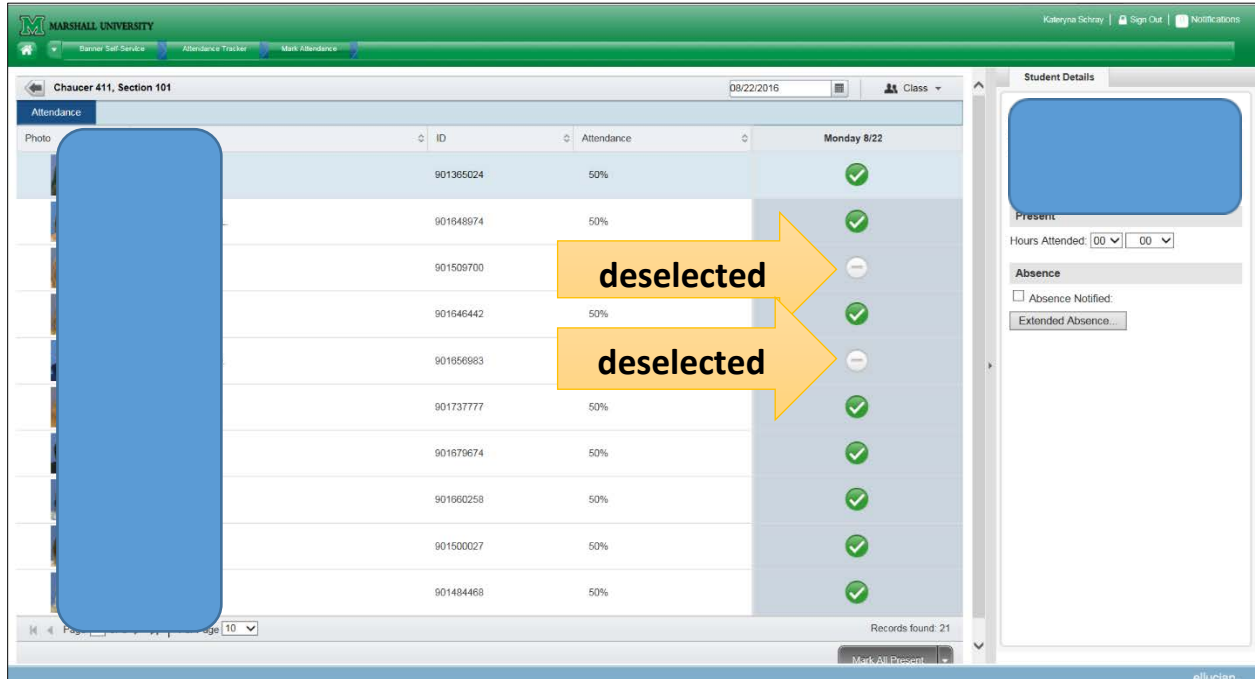 MARSHALL UNIVERSITY
Kateryna Schray | Sign Out | Notifications
Banner Self-Service Attendance Tracker Mark Attendance
Chaucer 411, Section 101 08/22/2016 Class
Student Details
Attendance
Photo ID Attendance Monday 8/22
901365024 50%
901648974 50%
Present
Hours Attended: 00 00
901509700 deselected
Absence
Absence Notified:
901646442 50%
Extended Absence...
901656983 deselected
901737777 50%
901679674 50%
901660258 50%
901500027 50%
901484468 50%
10 Records found: 21
Mark All Present
ellucian